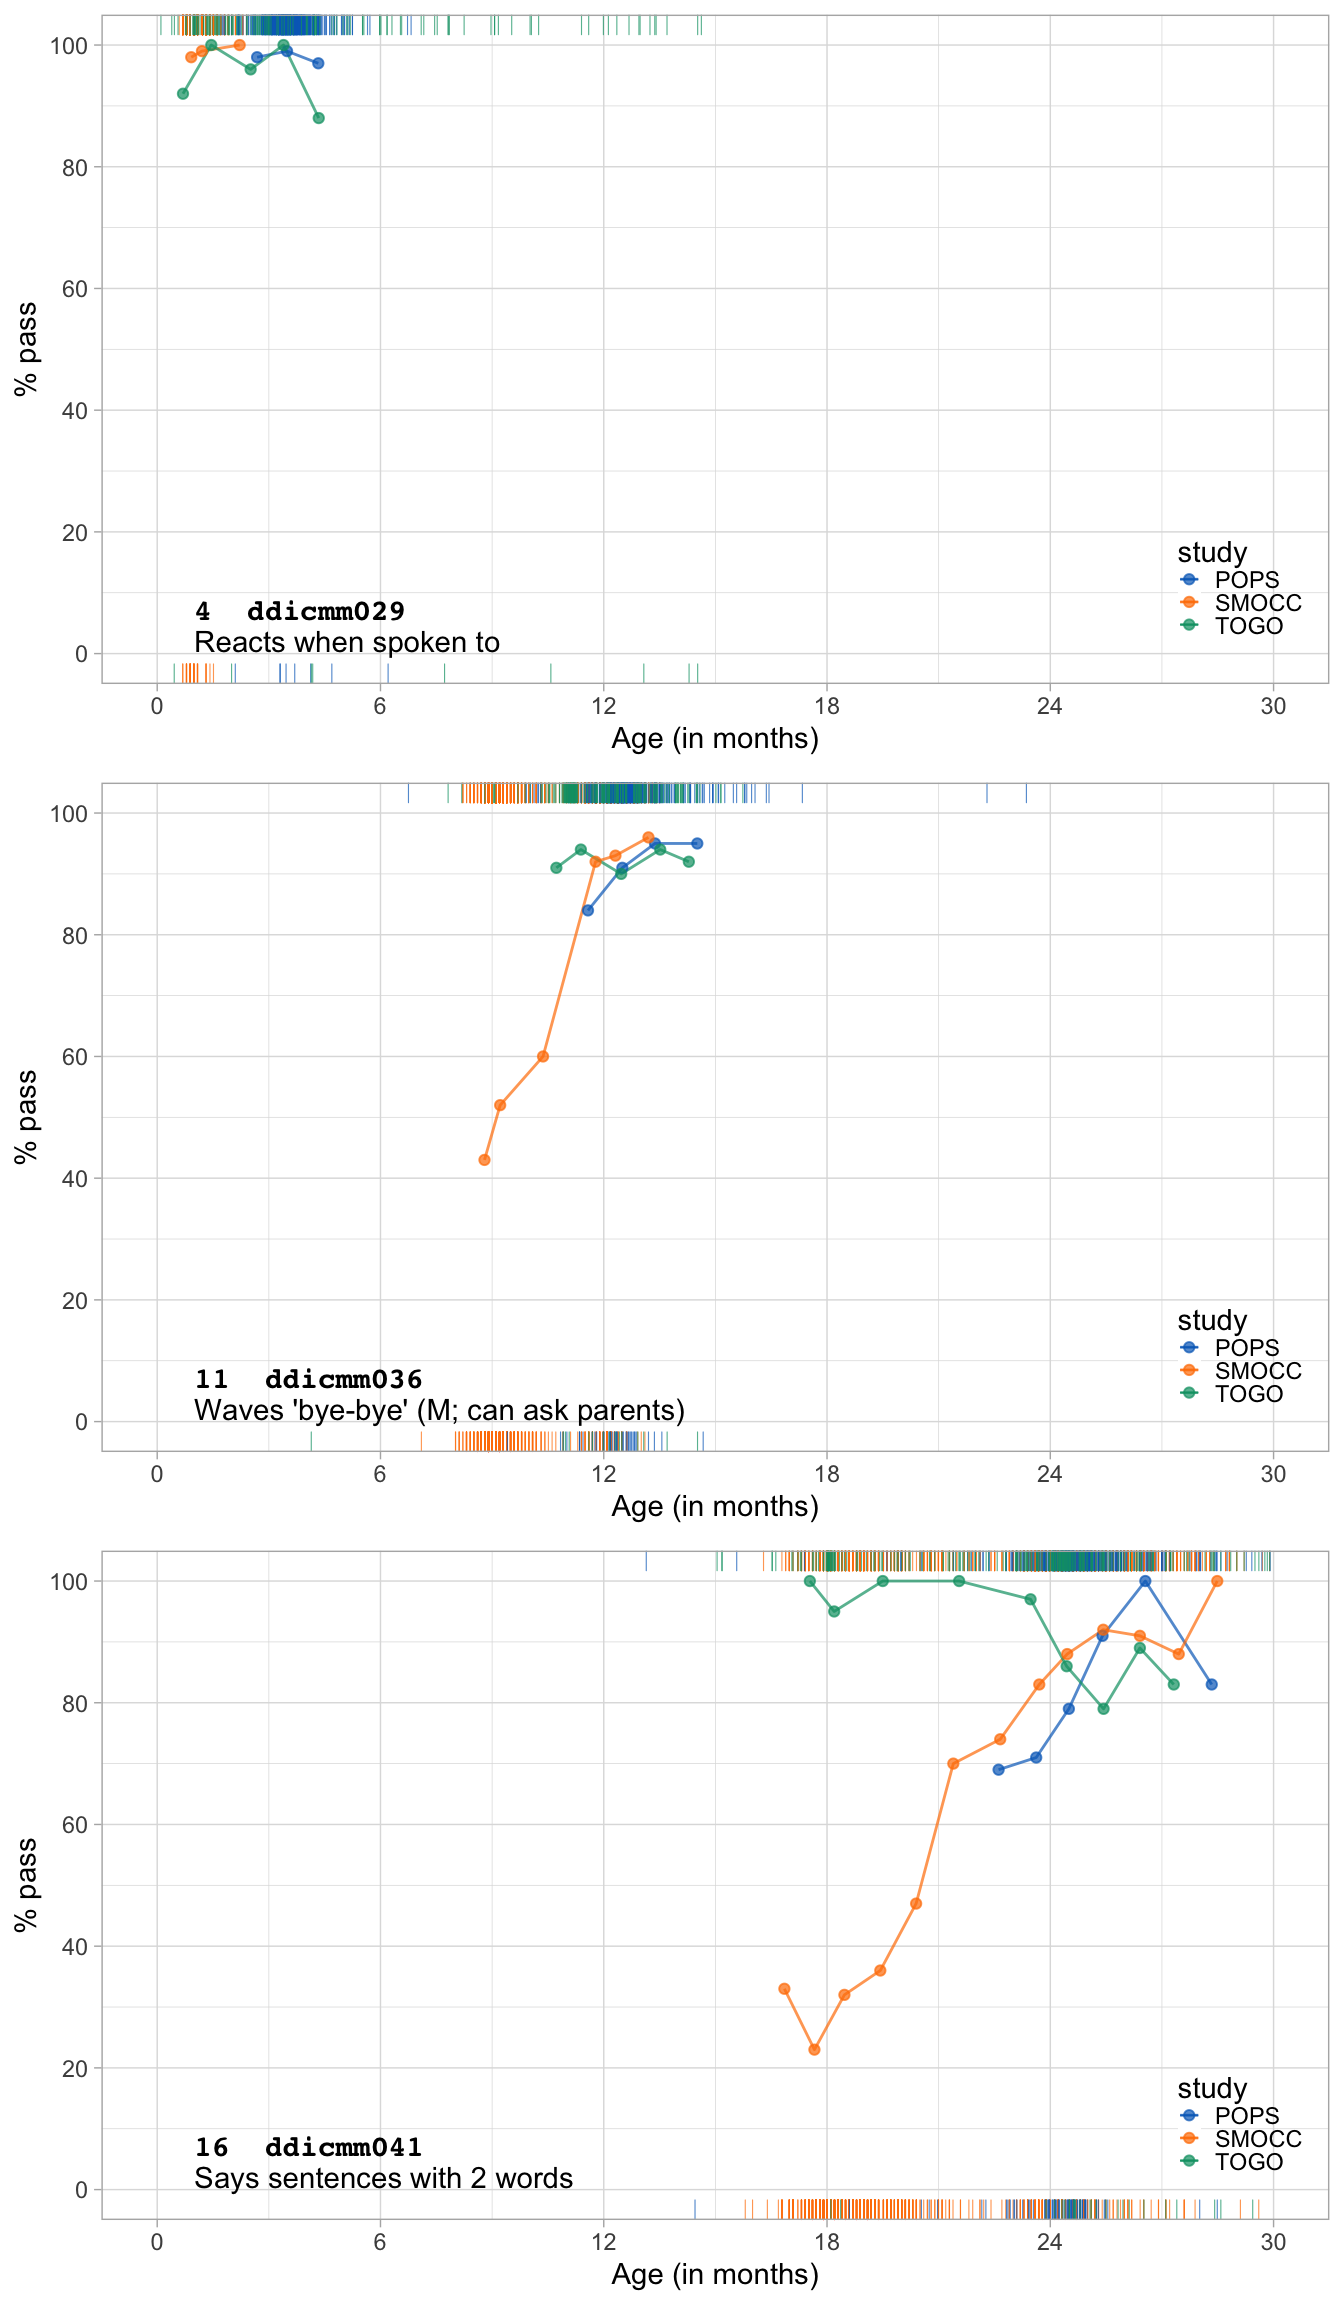 100
80
60
40
20
0
% pass
study
POPS
SMOCC
TOGO
4 ddicmm029
Reacts when spoken to
0 6 12 18 24 30
Age (in months)
100
80
60
40
20
0
% pass
study
POPS
SMOCC
TOGO
11 ddicmm036
Waves 'bye-bye' (M; can ask parents)
0 6 12 18 24 30
Age (in months)
100
80
60
40
20
0
% pass
study
POPS
SMOCC
TOGO
16 ddicmm041
Says sentences with 2 words
0 6 12 18 24 30
Age (in months)